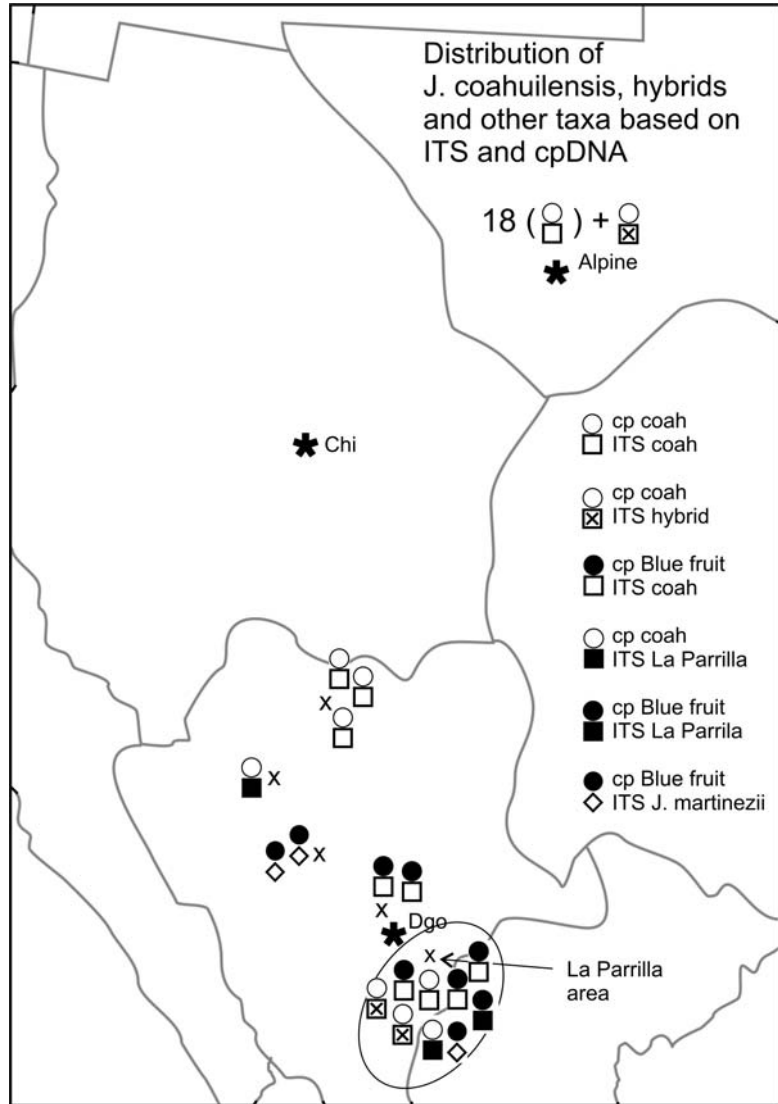 Distribution of
J. coahuilensis, hybrids
and other taxa based on
ITS and cpDNA
18 ( ) +
Alpine
Chi
cp coah
ITS coah
cp coah
ITS hybrid
cp Blue fruit
ITS coah
cp coah
ITS La Parrilla
cp Blue fruit
ITS La Parrila
cp Blue fruit
ITS J. martinezii
x
x
x
x
Dgo
x
La Parrilla
area